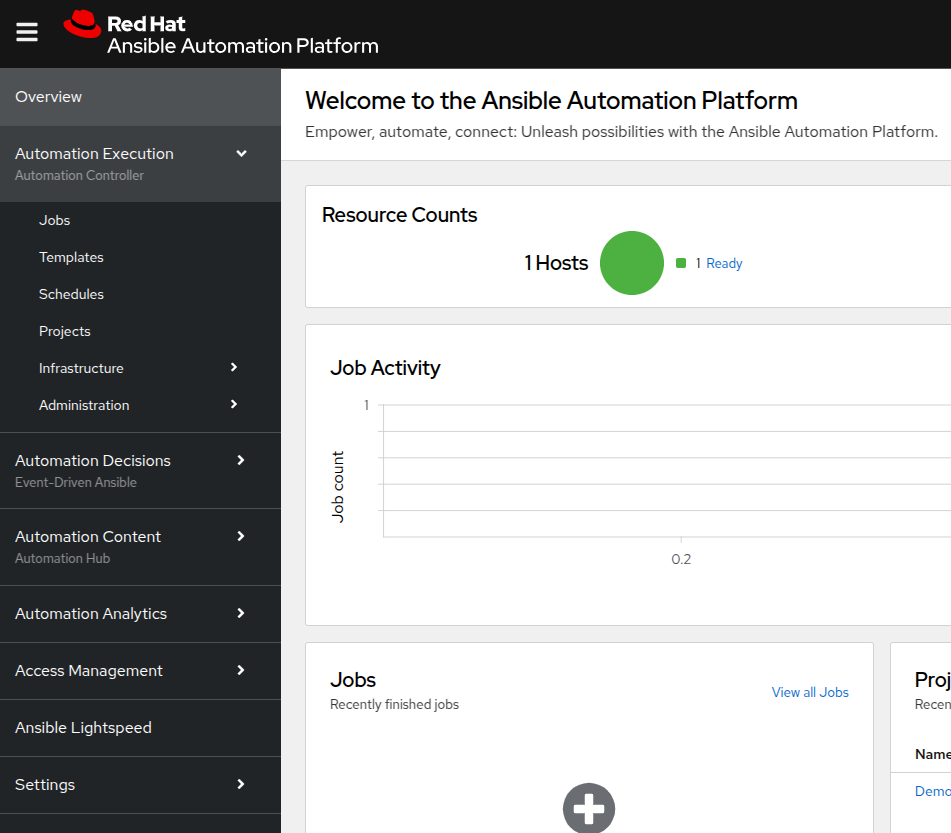 Red Hat
Ansible Automation Platform
Overview
Automation Execution
Automation Controller
Jobs
Templates
Schedules
Projects
Infrastructure
Administration
Automation Decisions
Event-Driven Ansible
Automation Content
Automation Hub
Automation Analytics
Access Management
Ansible Lightspeed
Settings
Welcome to the Ansible Automation Platform
Empower, automate, connect: Unleash possibilities with the Ansible Automation Platform.
Resource Counts
1 Hosts
1 Ready
Job Activity
1
Job count
0.2
Jobs
Recently finished jobs
View all Jobs
Proj
Recen
Name
Demo